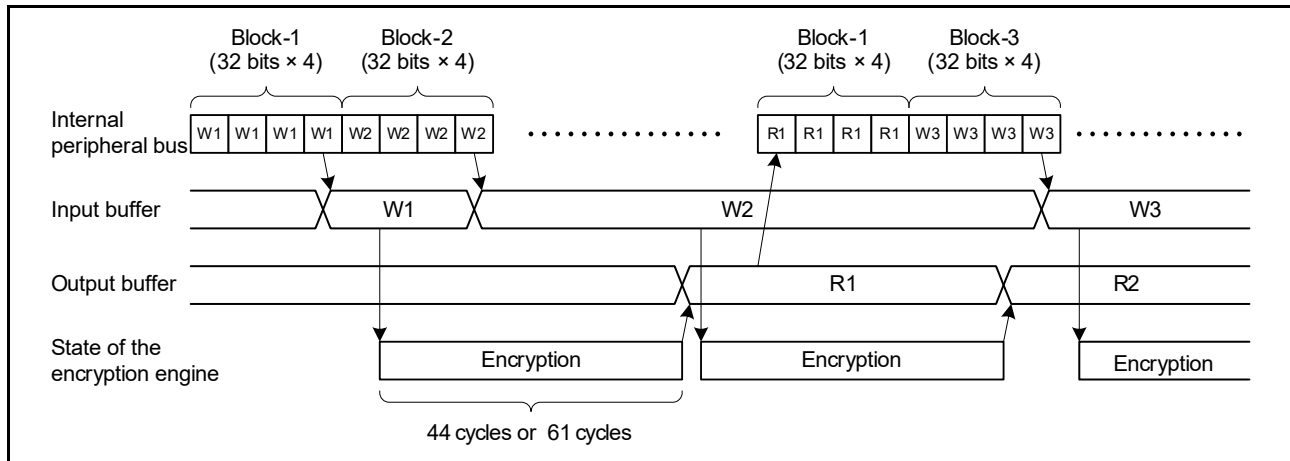 Block-1
(32 bits × 4)
Block-2
(32 bits × 4)
Block-1
(32 bits × 4)
Block-3
(32 bits × 4)
Internal
peripheral bus
W1 W1 W1 W1 W2 W2 W2 W2
R1 R1 R1 R1 W3 W3 W3 W3
Input buffer
W1
W2
W3
Output buffer
R1
R2
State of the
encryption engine
Encryption
Encryption
Encryption
44 cycles or 61 cycles